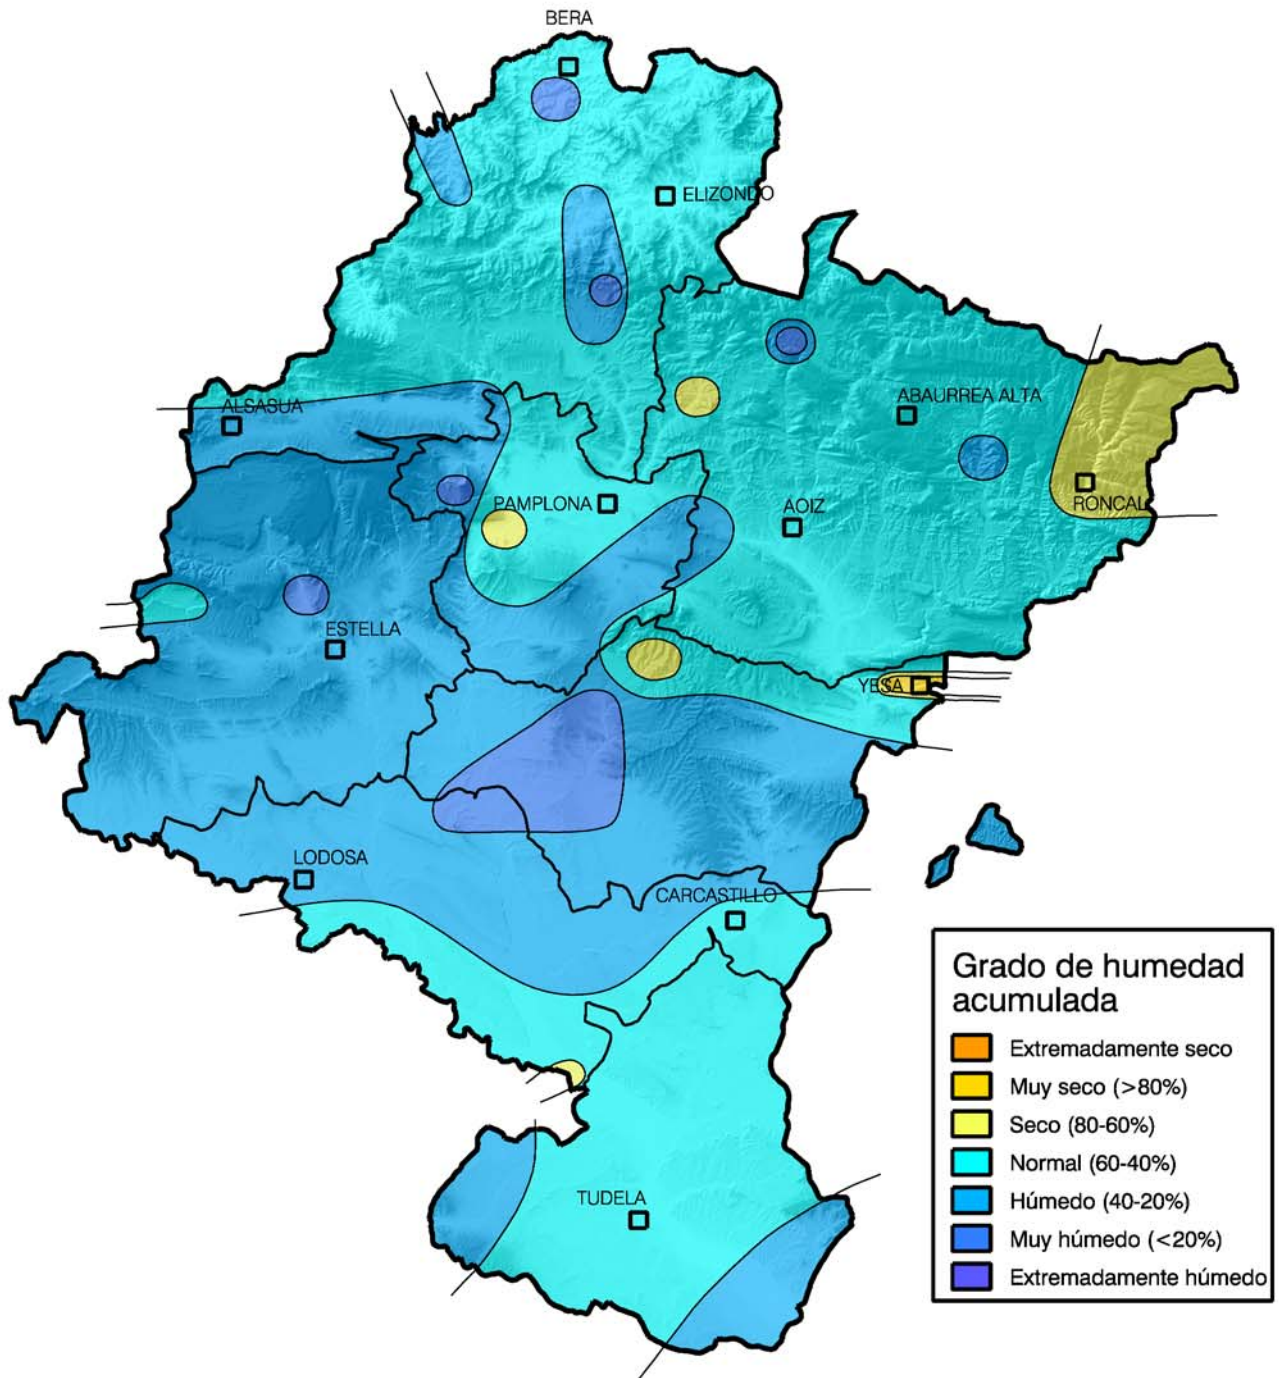 BERA
ELIZONDO
ALSASUA
ABAURREA ALTA
PAMPLONA
AOIZ
RONCAL
ESTELLA
YESA
LODOSA
CARCASTILLO
TUDELA
Grado de humedad
acumulada
Extremadamente seco
Muy seco (>80%)
Seco (80-60%)
Normal (60-40%)
Húmedo (40-20%)
Muy húmedo (<20%)
Extremadamente húmedo